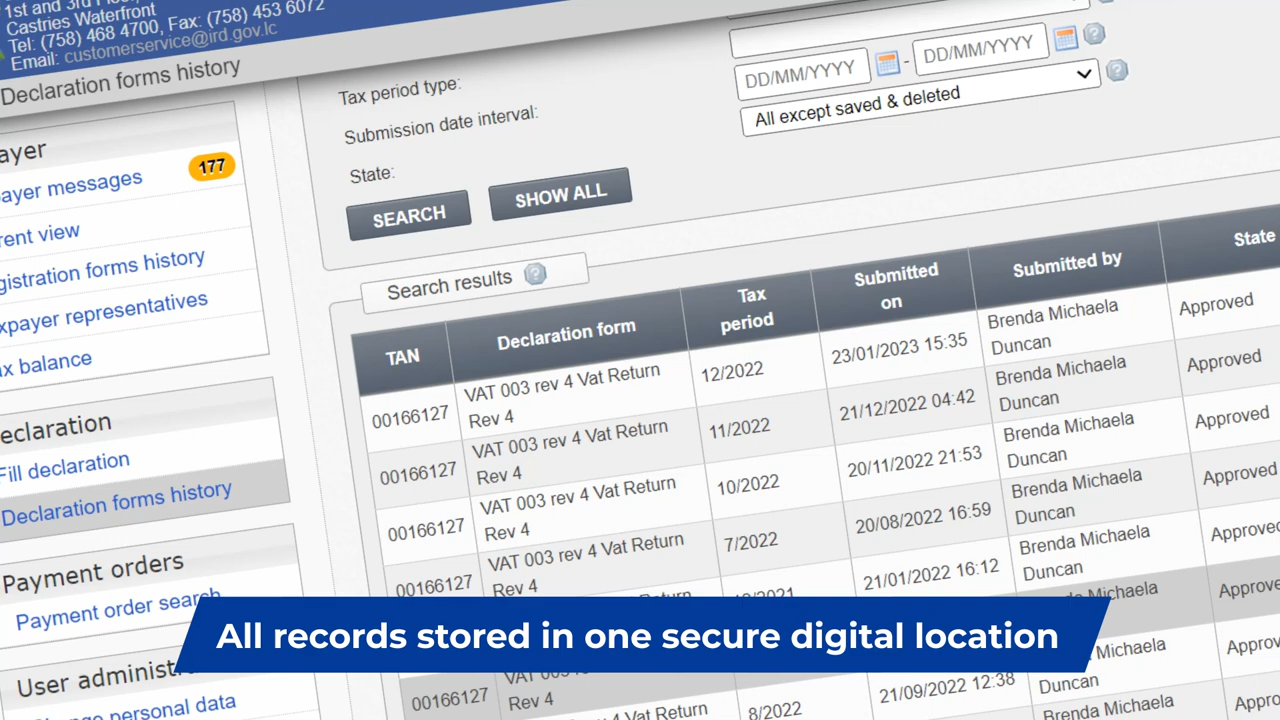 1st and 3rd
Castries Waterfront
Tel: (758) 468 4700, Fax: (758) 453 6072
Email: customerservice@ird.gov.lc
Declaration forms history
ayer
ayer messages 177
rent view
gistration forms history
xpayer representatives
x balance
eclaration
Fill declaration
Declaration forms history
Payment orders
Payment order search
User administ
personal data
Tax period type:
Submission date interval:
DD/MM/YYYY - DD/MM/YYYY
State:
All except saved & deleted
SEARCH SHOW ALL
Search results
TAN Declaration form Tax period Submitted on Submitted by State
00166127 VAT 003 rev 4 Vat Return Rev 4 12/2022 23/01/2023 15:35 Brenda Michaela Duncan Approved
00166127 VAT 003 rev 4 Vat Return Rev 4 11/2022 21/12/2022 04:42 Brenda Michaela Duncan Approved
00166127 VAT 003 rev 4 Vat Return Rev 4 10/2022 20/11/2022 21:53 Brenda Michaela Duncan Approved
00166127 VAT 003 rev 4 Vat Return Rev 4 7/2022 20/08/2022 16:59 Brenda Michaela Duncan Approved
21/01/2022 16:12 Brenda Michaela Duncan Approved
Michaela Approve
00166127 Rev 4 21/09/2022 12:38 Michaela Duncan Appro
003 rev 4 Vat Return 8/2022 Brenda Michaela
All records stored in one secure digital location